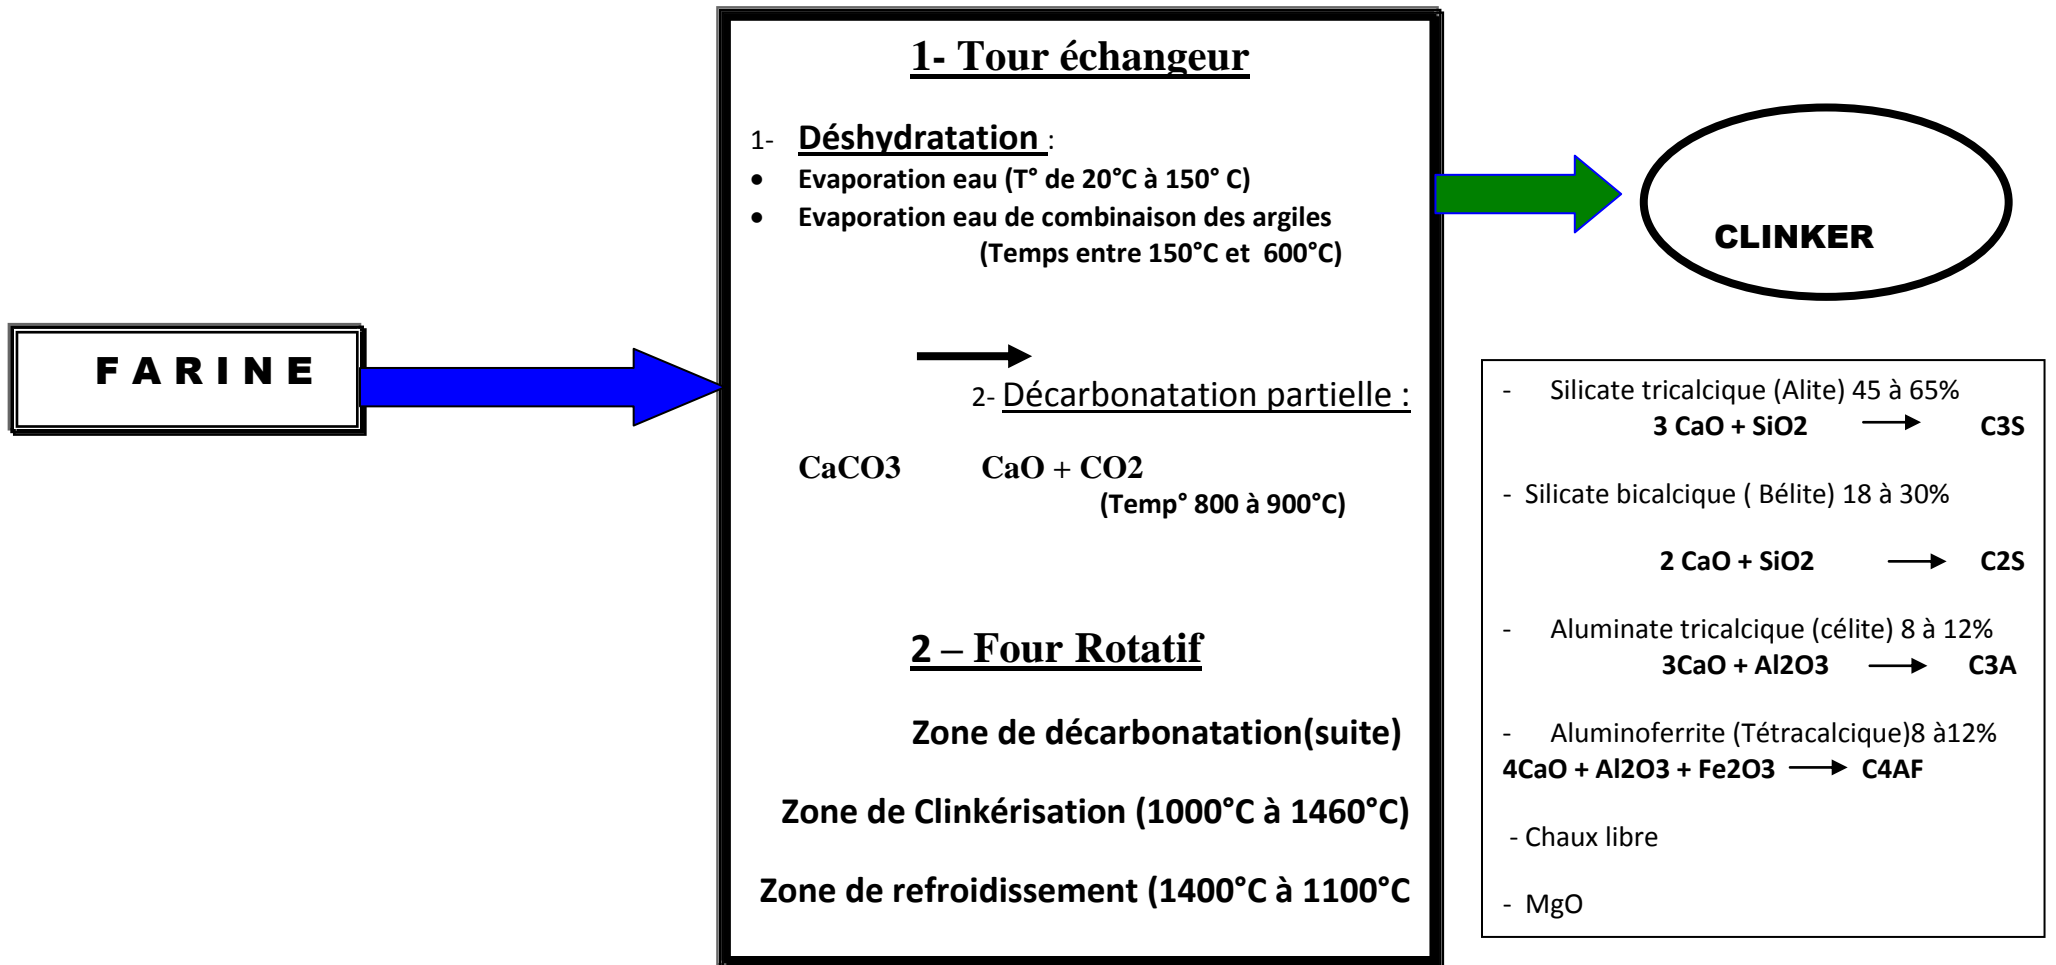 F A R I N E
1- Tour échangeur
1- Déshydratation :
• Evaporation eau (T° de 20°C à 150° C)
• Evaporation eau de combinaison des argiles
(Temps entre 150°C et 600°C)
2- Décarbonatation partielle :
CaCO3 CaO + CO2
(Temp° 800 à 900°C)
2 – Four Rotatif
Zone de décarbonatation(suite)
Zone de Clinkérisation (1000°C à 1460°C)
Zone de refroidissement (1400°C à 1100°C
CLINKER
- Silicate tricalcique (Alite) 45 à 65%
3 CaO + SiO2 C3S
- Silicate bicalcique ( Bélite) 18 à 30%
2 CaO + SiO2 C2S
- Aluminate tricalcique (célite) 8 à 12%
3CaO + Al2O3 C3A
- Aluminoferrite (Tétracalcique)8 à12%
4CaO + Al2O3 + Fe2O3 C4AF
- Chaux libre
- MgO